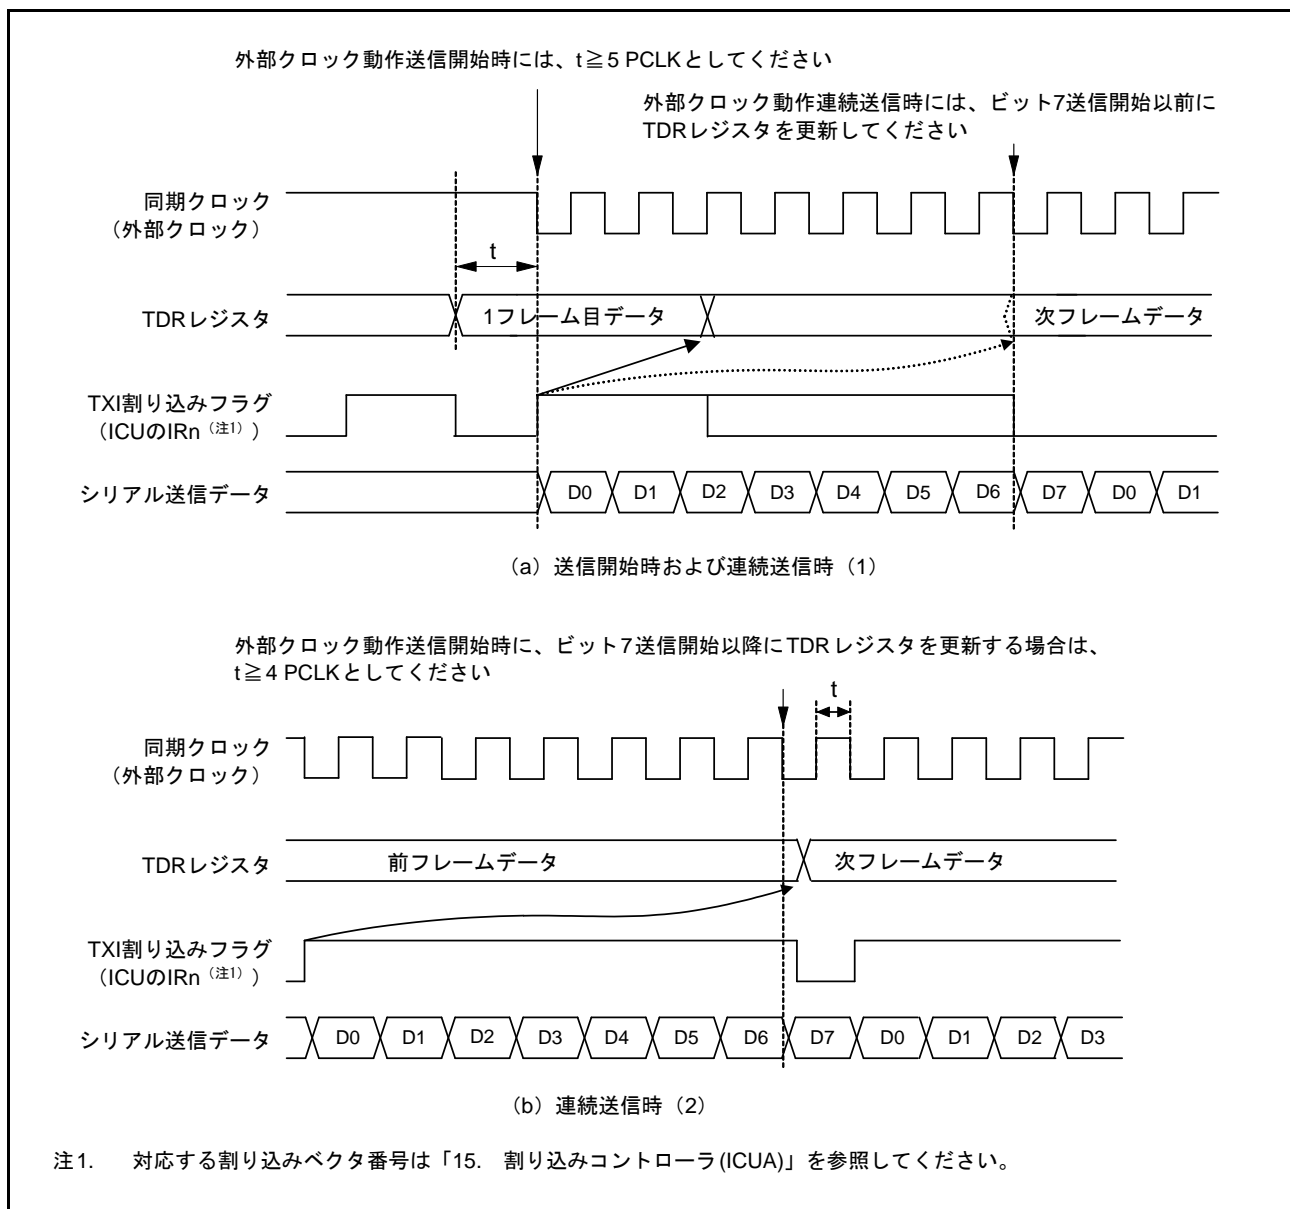 外部クロック動作送信開始時には、t≧5 PCLKとしてください
外部クロック動作連続送信時には、ビット7送信開始以前に
TDRレジスタを更新してください
同期クロック
（外部クロック）
t
TDRレジスタ
1フレーム目データ
次フレームデータ
TXI割り込みフラグ
（ICUのIRn（注1））
シリアル送信データ
D0 D1 D2 D3 D4 D5 D6 D7 D0 D1
（a）送信開始時および連続送信時（1）
外部クロック動作送信開始時に、ビット7送信開始以降にTDRレジスタを更新する場合は、
t≧4 PCLKとしてください
t
同期クロック
（外部クロック）
TDRレジスタ
前フレームデータ
次フレームデータ
TXI割り込みフラグ
（ICUのIRn（注1））
シリアル送信データ
D0 D1 D2 D3 D4 D5 D6 D7 D0 D1 D2 D3
（b）連続送信時（2）
注1. 対応する割り込みベクタ番号は「15. 割り込みコントローラ(ICUA)」を参照してください。